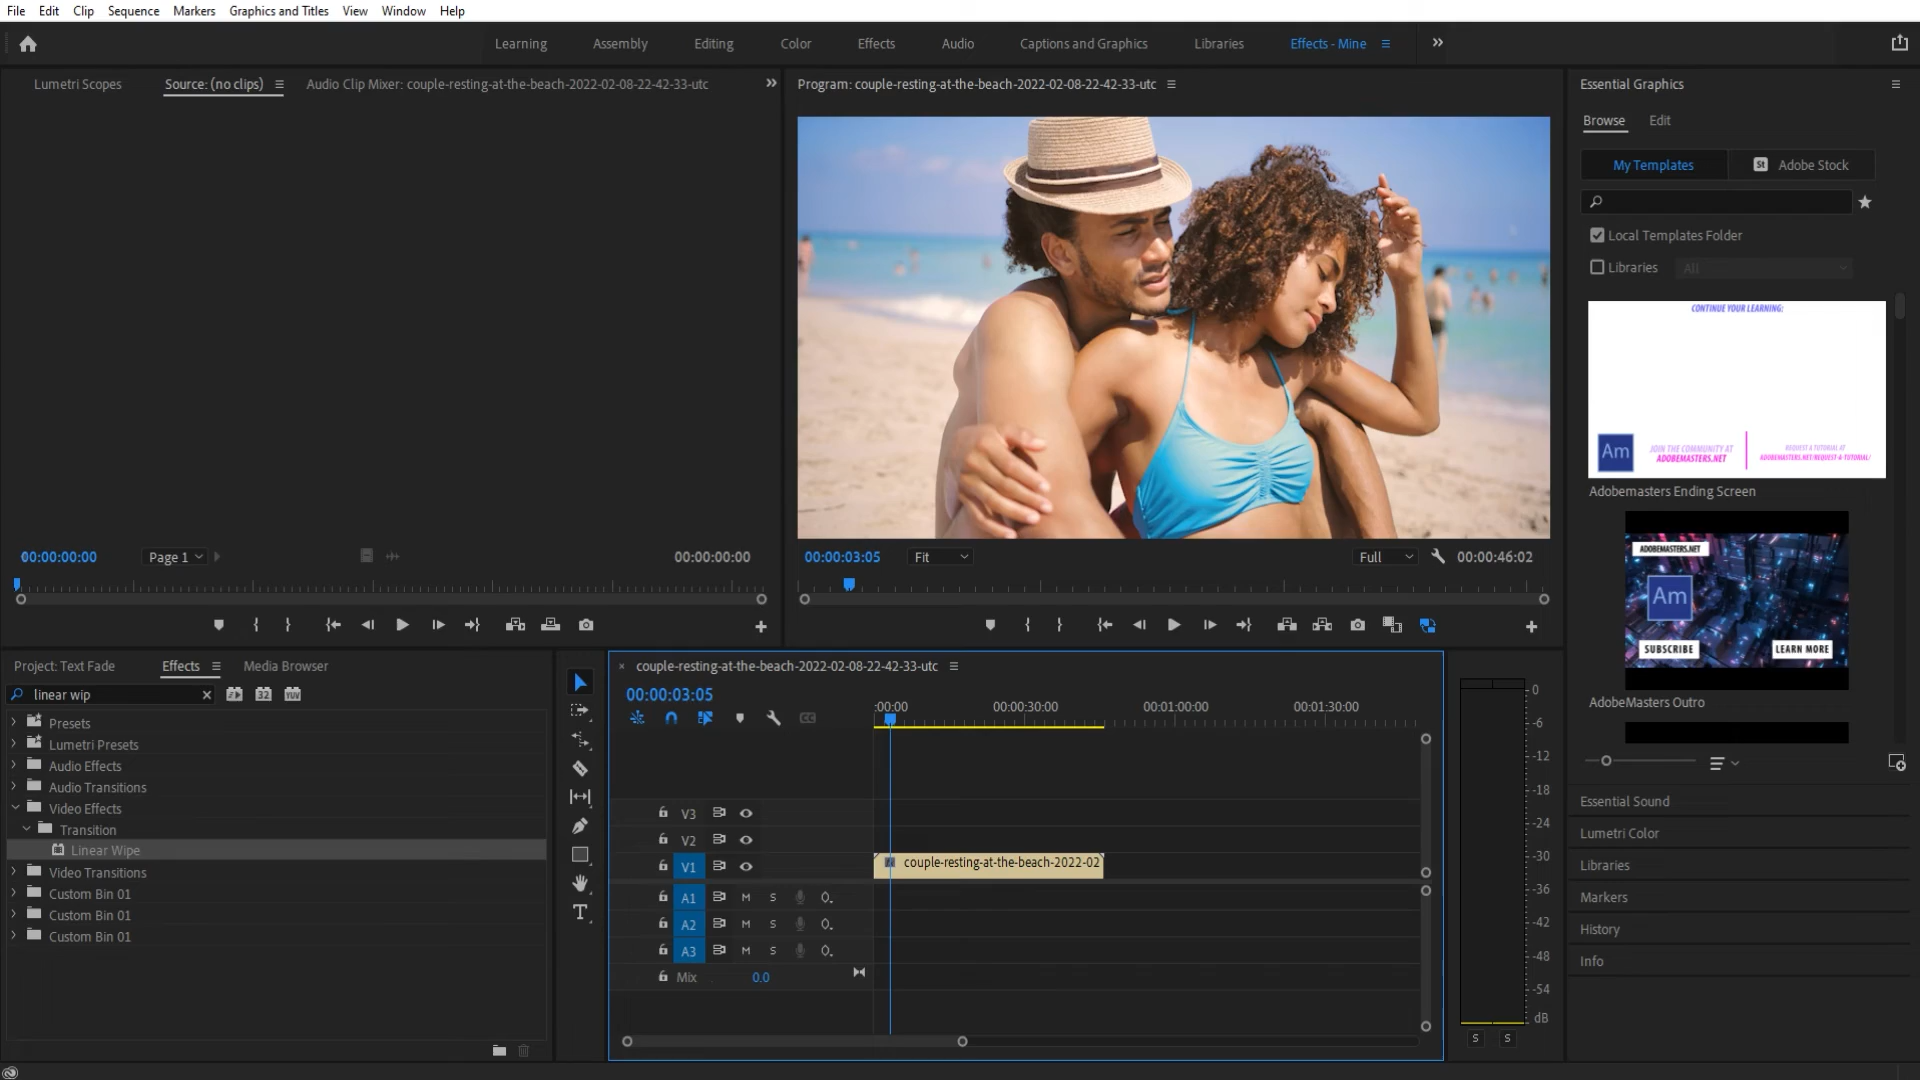 File Edit Clip Sequence Markers Graphics and Titles View Window Help
Learning Assembly Editing Color Effects Audio Captions and Graphics Libraries Effects - Mine
Lumetri Scopes Source: (no clips) Audio Clip Mixer: couple-resting-at-the-beach-2022-02-08-22-42-33-utc
Program: couple-resting-at-the-beach-2022-02-08-22-42-33-utc
Essential Graphics
Browse Edit
My Templates St Adobe Stock
Local Templates Folder
Libraries All
CONTINUE YOUR LEARNING:
Am
JOIN THE COMMUNITY AT
ADOBEMASTERS.NET
REQUEST A TUTORIAL AT
ADOBEMASTERS.NET/REQUEST-A-TUTORIAL/
Adobemasters Ending Screen
ADOBEMASTERS.NET
Am
SUBSCRIBE LEARN MORE
AdobeMasters Outro
Essential Sound
Lumetri Color
Libraries
Markers
History
Info
00:00:00:00 Page 1 00:00:00:00
00:00:03:05 Fit Full 00:00:46:02
Project: Text Fade Effects Media Browser
linear wip 32 YUV
Presets
Lumetri Presets
Audio Effects
Audio Transitions
Video Effects
Transition
Linear Wipe
Video Transitions
Custom Bin 01
Custom Bin 01
Custom Bin 01
T
× couple-resting-at-the-beach-2022-02-08-22-42-33-utc
00:00:03:05
:00:00 00:00:30:00 00:01:00:00 00:01:30:00
V3
V2
V1 fx couple-resting-at-the-beach-2022-02
A1 M S
A2 M S
A3 M S
Mix 0.0
0
-6
-12
-18
-24
-30
-36
-42
-48
-54
dB
S S